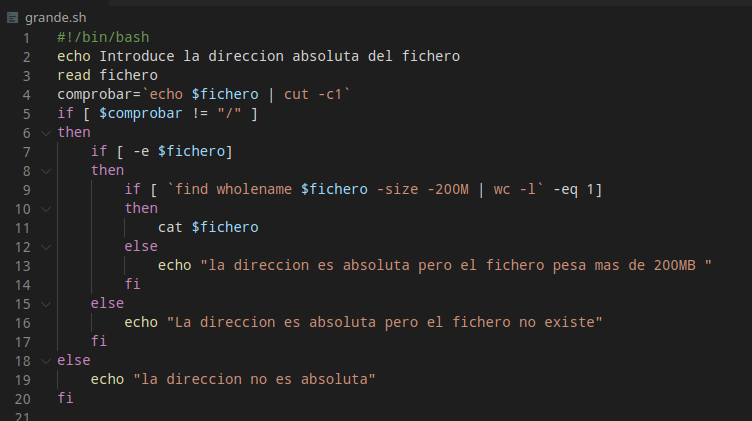 grande.sh
1 #!/bin/bash
2 echo Introduce la direccion absoluta del fichero
3 read fichero
4 comprobar=`echo $fichero | cut -c1`
5 if [ $comprobar != "/" ]
6 then
7     if [ -e $fichero]
8     then
9         if [ `find wholename $fichero -size -200M | wc -l` -eq 1]
10         then
11             cat $fichero
12         else
13             echo "la direccion es absoluta pero el fichero pesa mas de 200MB "
14         fi
15     else
16         echo "La direccion es absoluta pero el fichero no existe"
17     fi
18 else
19     echo "la direccion no es absoluta"
20 fi
21